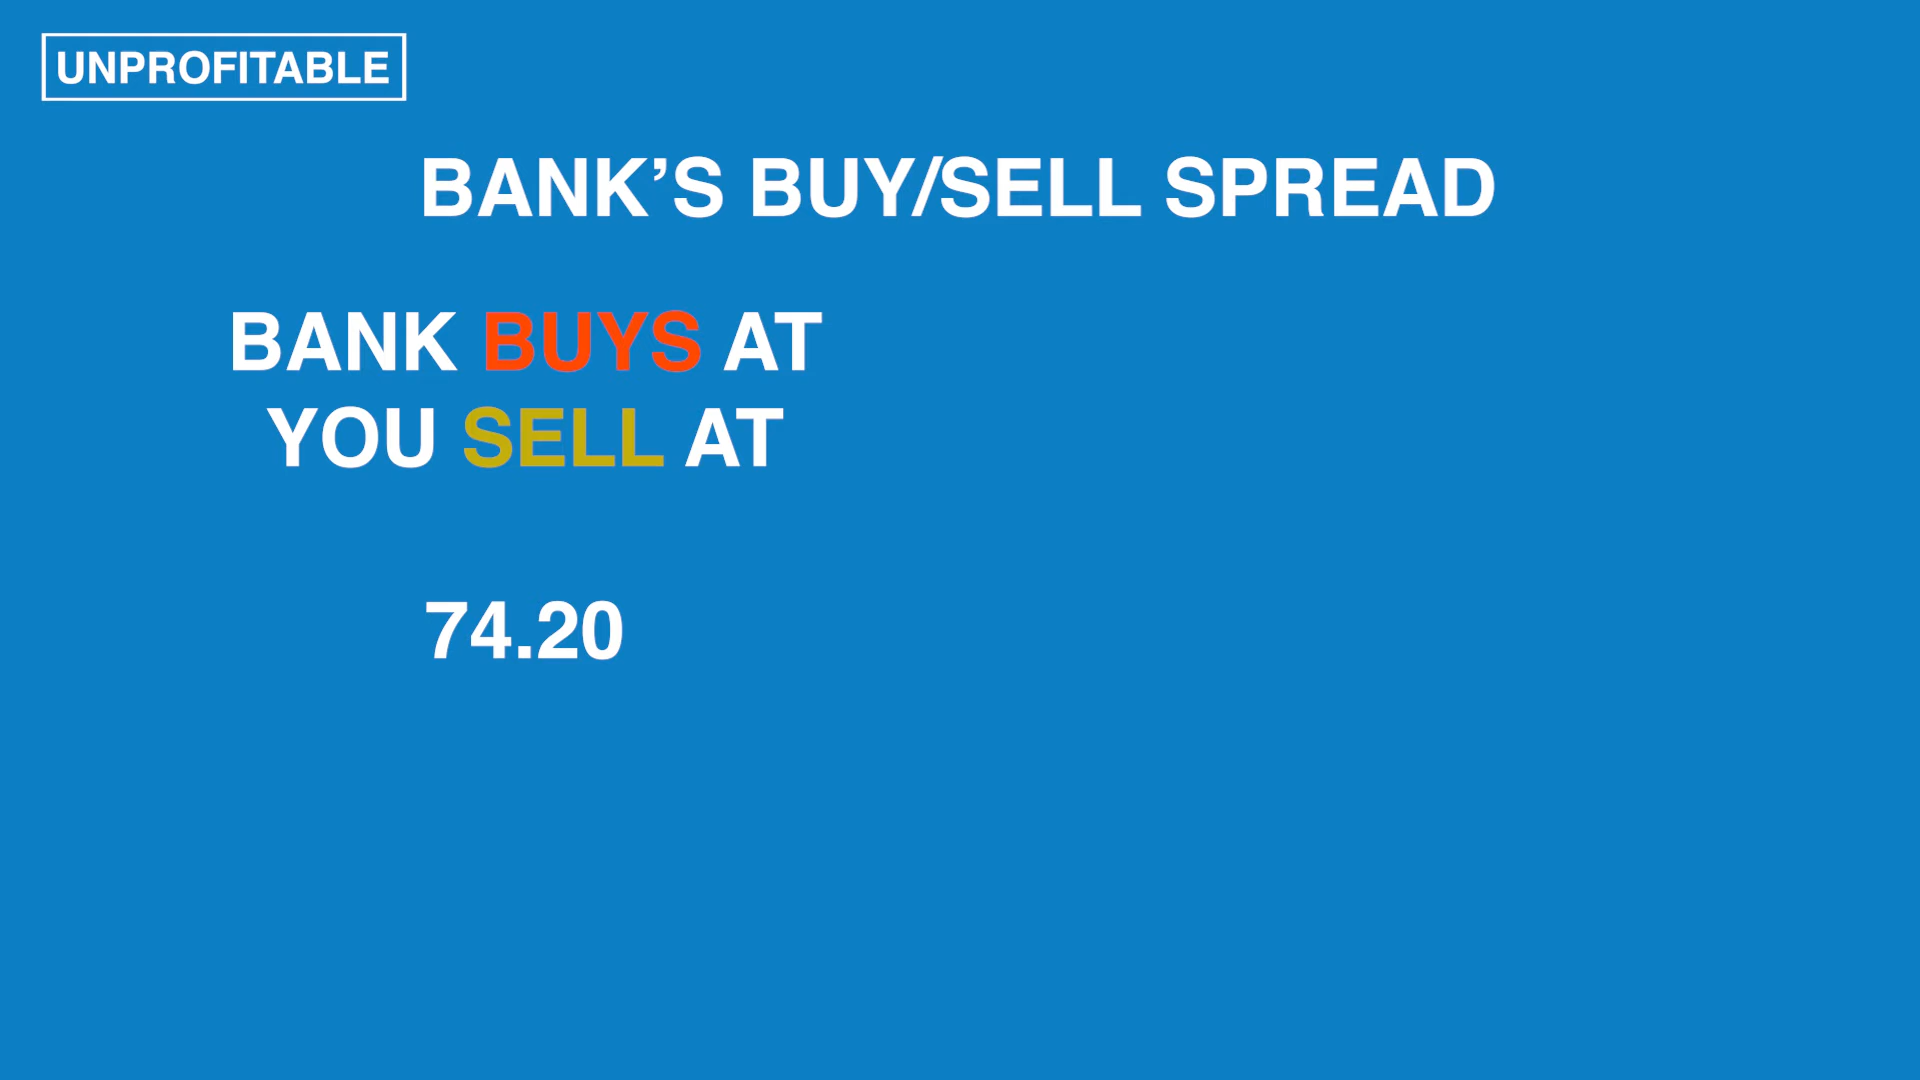 UNPROFITABLE
BANK’S BUY/SELL SPREAD
BANK BUYS AT
YOU SELL AT
74.20